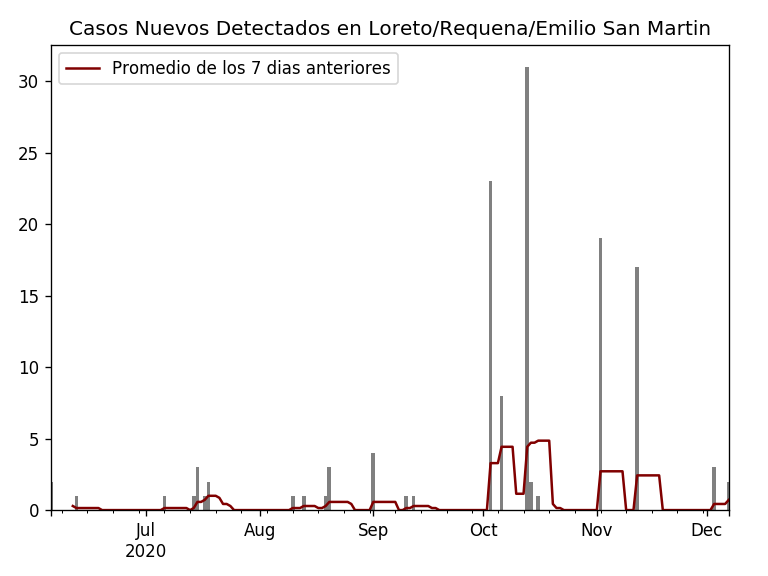 Casos Nuevos Detectados en Loreto/Requena/Emilio San Martin
Promedio de los 7 dias anteriores
30
25
20
15
10
5
0
Jul Aug Sep Oct Nov Dec
2020